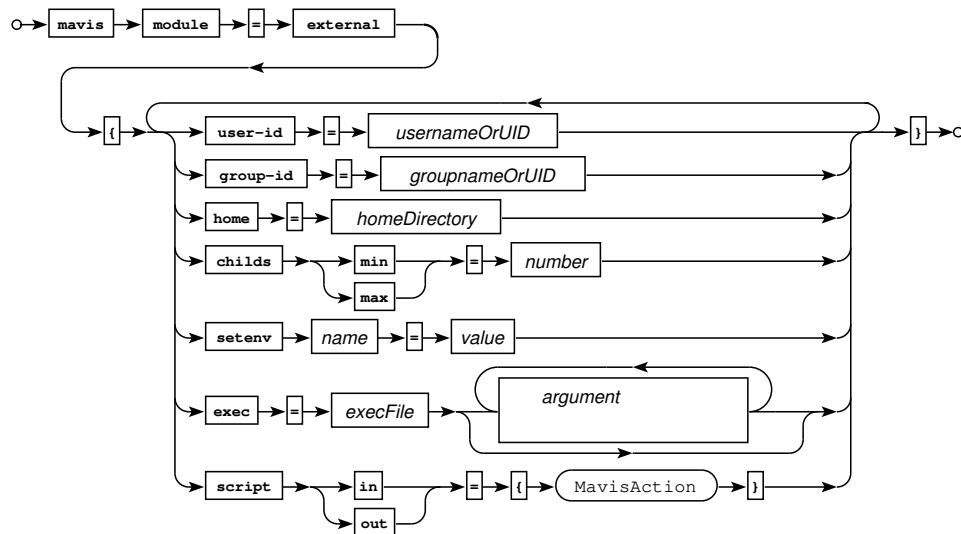 mavis module = external
{ user-id = usernameOrUID }
group-id = groupnameOrUID
home = homeDirectory
childs min = number
max
setenv name = value
exec = execFile argument
script in = { MavisAction }
out